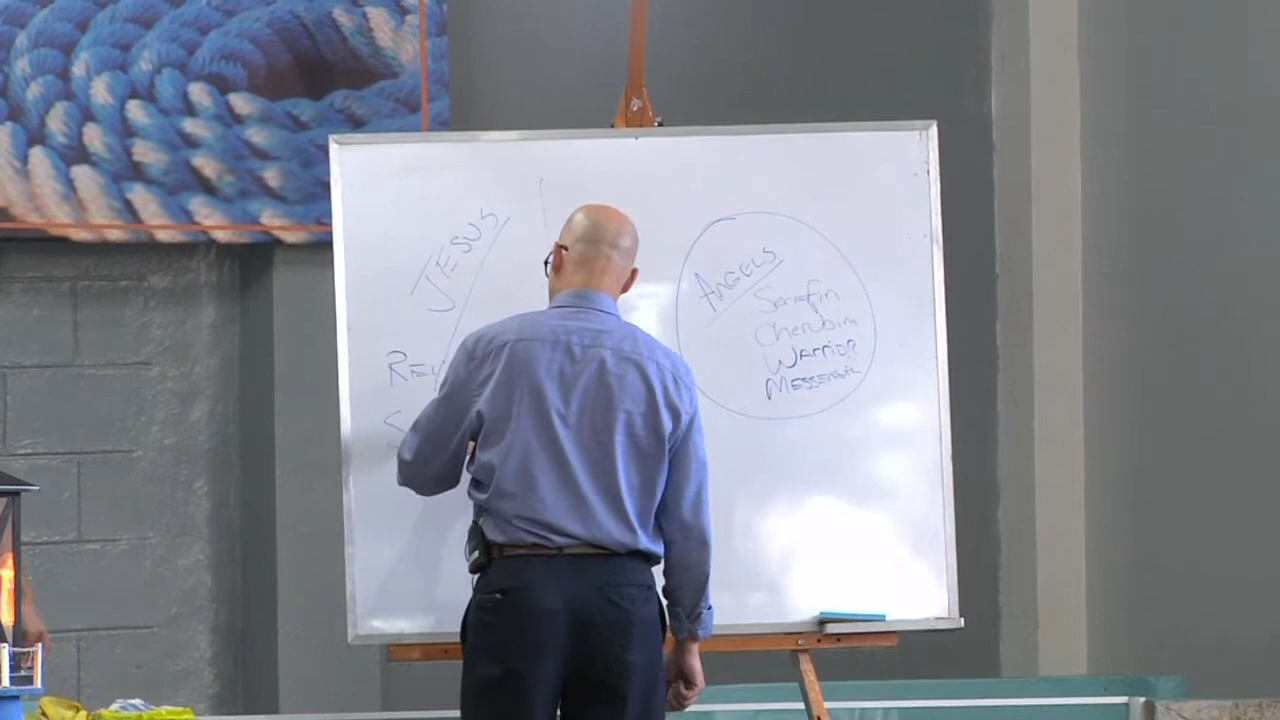 JESUS
ANGELS
Serafin
Cherubim
WARRIOR
MESSENGER